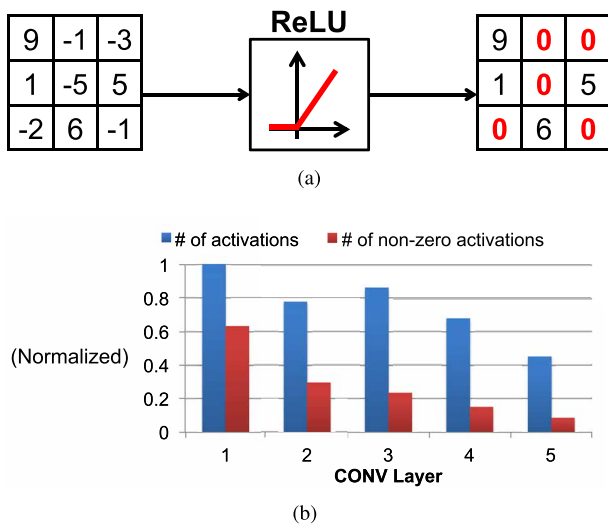 ReLU
9 -1 -3
1 -5 5
-2 6 -1
9 0 0
1 0 5
0 6 0
(a)
# of activations # of non-zero activations
1
0.8
0.6
0.4
0.2
0
(Normalized)
1 2 3 4 5
CONV Layer
(b)